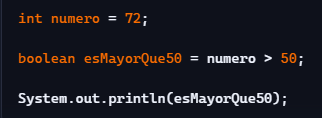 int numero = 72;
boolean esMayorQue50 = numero > 50;
System.out.println(esMayorQue50);